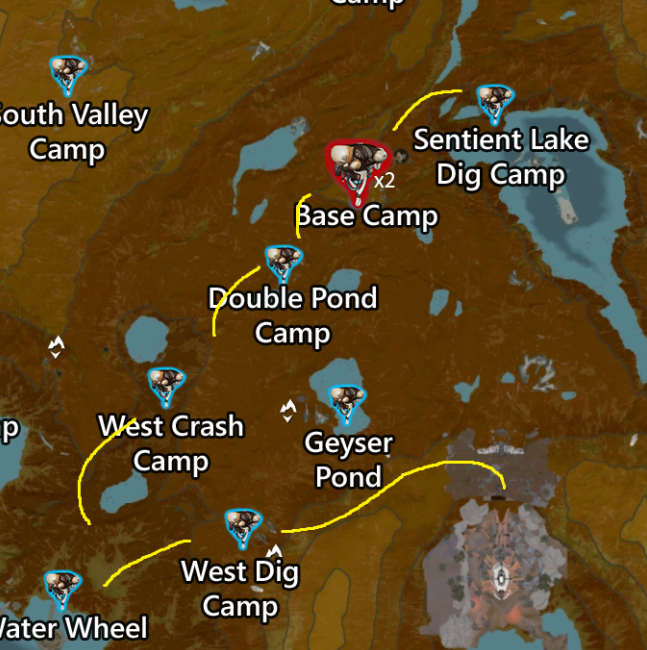 Camp
South Valley
Camp
Sentient Lake
Dig Camp
x2
Base Camp
Double Pond
Camp
West Crash
Camp
Geyser
Pond
West Dig
Camp
Water Wheel